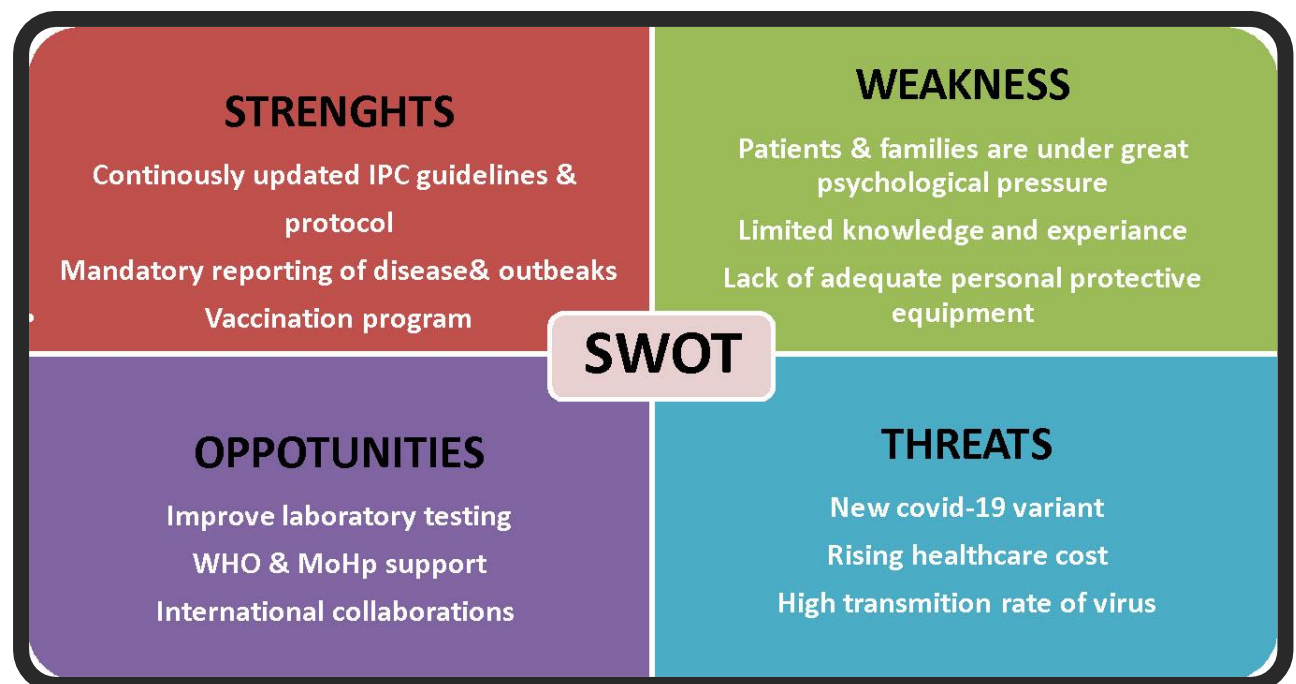 STRENGHTS
Continously updated IPC guidelines &
protocol
Mandatory reporting of disease& outbeaks
Vaccination program
WEAKNESS
Patients & families are under great
psychological pressure
Limited knowledge and experiance
Lack of adequate personal protective
equipment
SWOT
OPPOTUNITIES
Improve laboratory testing
WHO & MoHp support
International collaborations
THREATS
New covid-19 variant
Rising healthcare cost
High transmition rate of virus